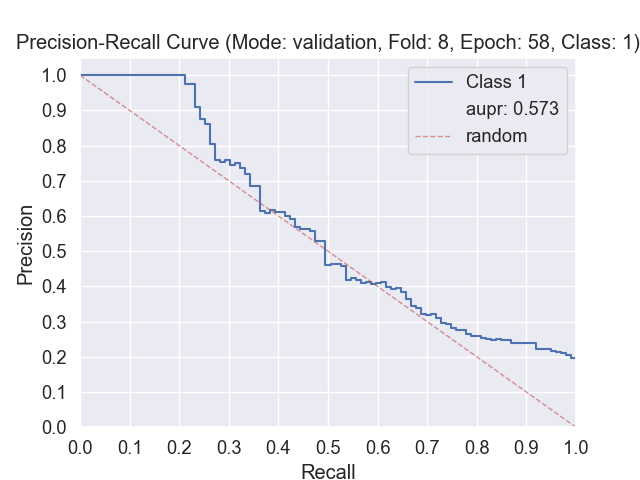 Precision-Recall Curve (Mode: validation, Fold: 8, Epoch: 58, Class: 1)
1.0
0.9
0.8
0.7
0.6
0.5
0.4
0.3
0.2
0.1
0.0
Precision
Class 1
aupr: 0.573
random
0.0 0.1 0.2 0.3 0.4 0.5 0.6 0.7 0.8 0.9 1.0
Recall